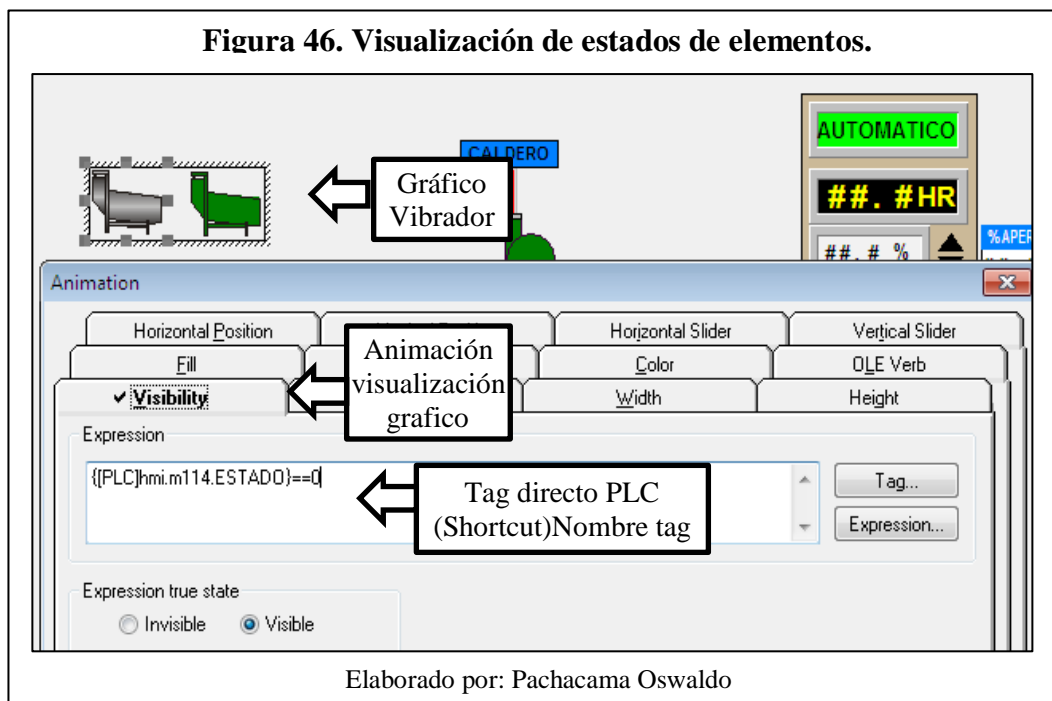 Figura 46. Visualización de estados de elementos.
CALDERO
Gráfico
Vibrador
AUTOMATICO
##.#HR
##.# %
%APER
Animation
Horizontal Position
Horizontal Slider
Vertical Slider
Fill
Color
OLE Verb
Visibility
Width
Height
Animación
visualización
grafico
Expression
{[PLC]hmi.m114.ESTADO}==0
Tag directo PLC
(Shortcut)Nombre tag
Tag...
Expression...
Expression true state
Invisible
Visible
Elaborado por: Pachacama Oswaldo